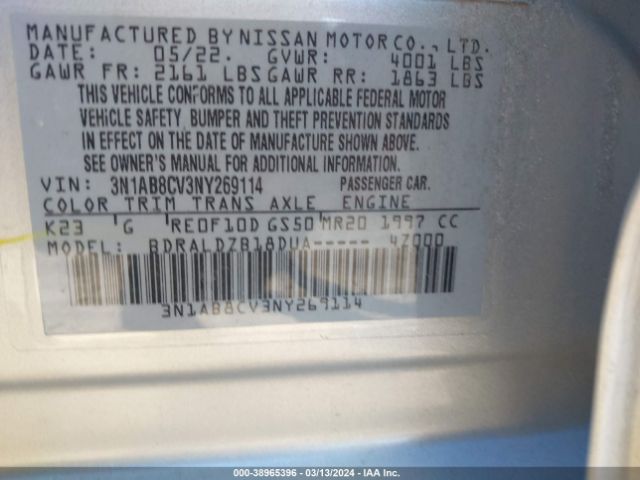 MANUFACTURED BY NISSAN MOTOR CO., LTD.
DATE: 05/22. GVWR: 4001 LBS
GAWR FR: 2161 LBS GAWR RR: 1863 LBS
THIS VEHICLE CONFORMS TO ALL APPLICABLE FEDERAL MOTOR
VEHICLE SAFETY, BUMPER AND THEFT PREVENTION STANDARDS
IN EFFECT ON THE DATE OF MANUFACTURE SHOWN ABOVE.
SEE OWNER'S MANUAL FOR ADDITIONAL INFORMATION.
VIN: 3N1AB8CV3NY269114 PASSENGER CAR.
COLOR TRIM TRANS AXLE ENGINE
K23 G RE0F10D GS50 MR20 1997 CC
MODEL: BDRALDZB18DUA----- 4Z000
3N1AB8CV3NY269114
000-38965396 | 03/13/2024 | IAA Inc.